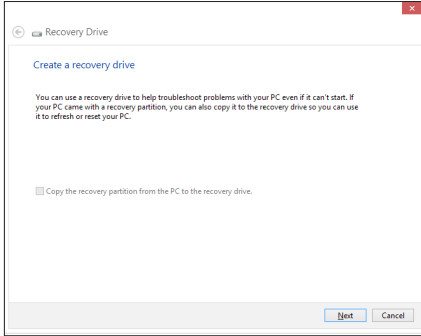 Recovery Drive
Create a recovery drive
You can use a recovery drive to help troubleshoot problems with your PC even if it can't start. If
your PC came with a recovery partition, you can also copy it to the recovery drive so you can use
it to refresh or reset your PC.
Copy the recovery partition from the PC to the recovery drive.
Next Cancel